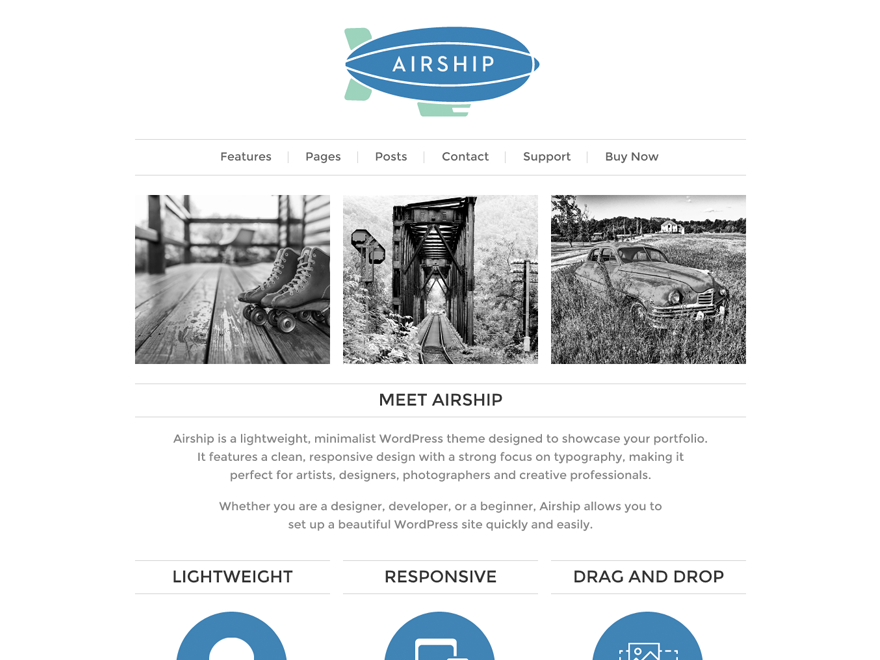 AIRSHIP
Features Pages Posts Contact Support Buy Now
MEET AIRSHIP
Airship is a lightweight, minimalist WordPress theme designed to showcase your portfolio.
It features a clean, responsive design with a strong focus on typography, making it
perfect for artists, designers, photographers and creative professionals.
Whether you are a designer, developer, or a beginner, Airship allows you to
set up a beautiful WordPress site quickly and easily.
LIGHTWEIGHT RESPONSIVE DRAG AND DROP